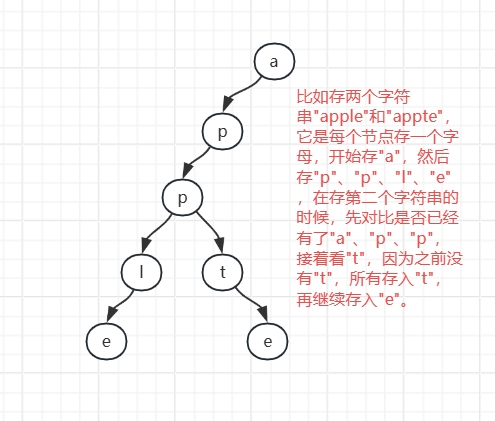 a
p
p
l
t
e
e
比如存两个字符
串"apple"和"appte",
它是每个节点存一个字
母，开始存"a"，然后
存"p"、"p"、"l"、"e"
，在存第二个字符串的
时候，先对比是否已经
有了"a"、"p"、"p"，
接着看"t"，因为之前没
有"t"，所有存入"t"，
再继续存入"e"。